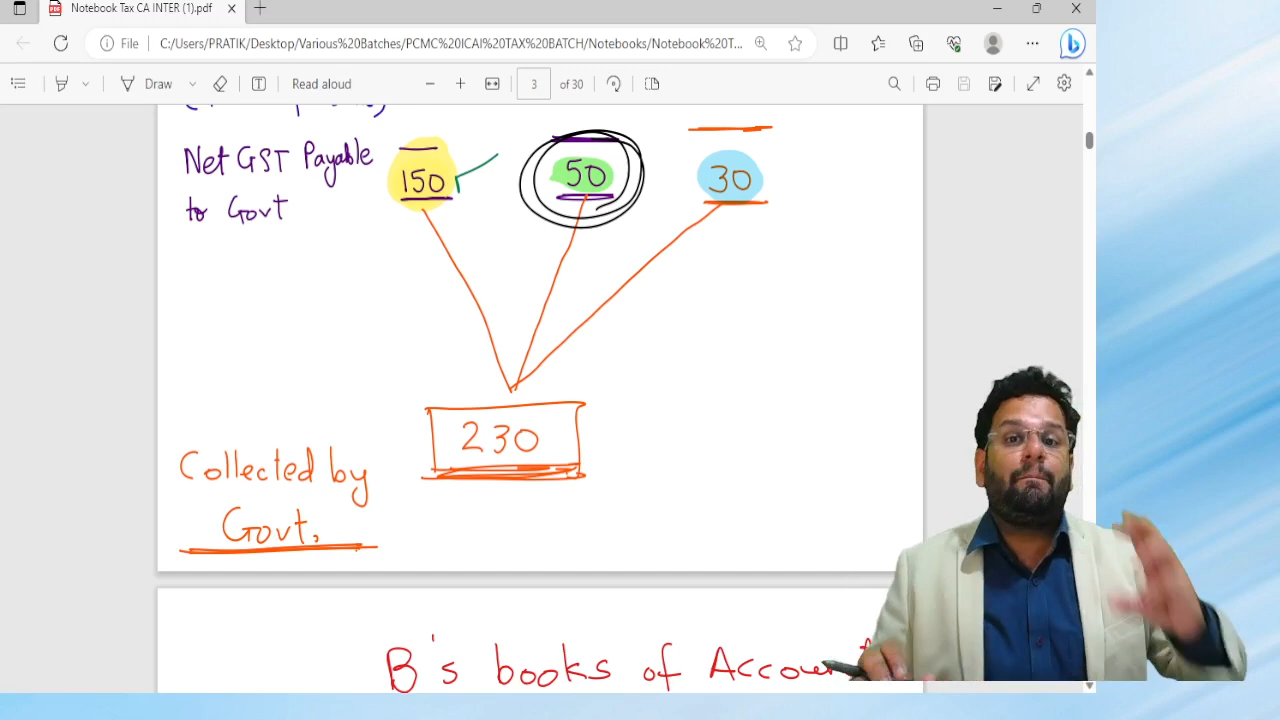 Notebook Tax CA INTER (1).pdf
File C:/Users/PRATIK/Desktop/Various%20Batches/PCMC%20ICAI%20TAX%20BATCH/Notebooks/Notebook%20T...
Draw Read aloud 3 of 30
Net GST Payable
to Govt
150 50 30
230
Collected by
Govt.
B's books of